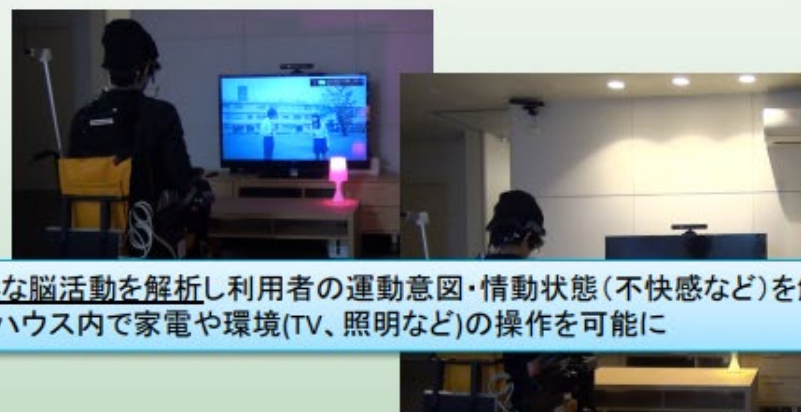 な脳活動を解析し利用者の運動意図・情動状態（不快感など）を
ハウス内で家電や環境(TV、照明など)の操作を可能に